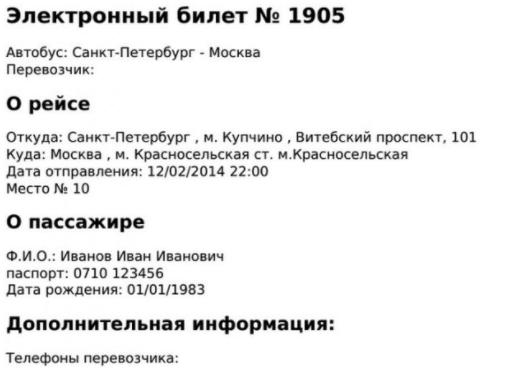 Электронный билет № 1905
Автобус: Санкт-Петербург - Москва
Перевозчик:
О рейсе
Откуда: Санкт-Петербург , м. Купчино , Витебский проспект, 101
Куда: Москва , м. Красносельская ст. м.Красносельская
Дата отправления: 12/02/2014 22:00
Место № 10
О пассажире
Ф.И.О.: Иванов Иван Иванович
паспорт: 0710 123456
Дата рождения: 01/01/1983
Дополнительная информация:
Телефоны перевозчика: